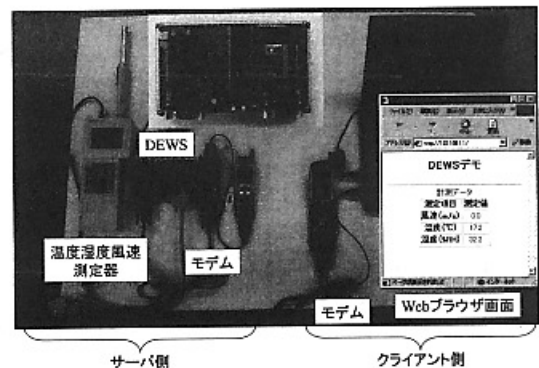 DEWS
DEWSデモ
計測データ
測定項目 測定値
風速(m/s) 0.0
温度(℃) 17.2
湿度(%RH) 32.2
温度湿度風速
測定器
モデム
モデム
Webブラウザ画面
サーバ側
クライアント側